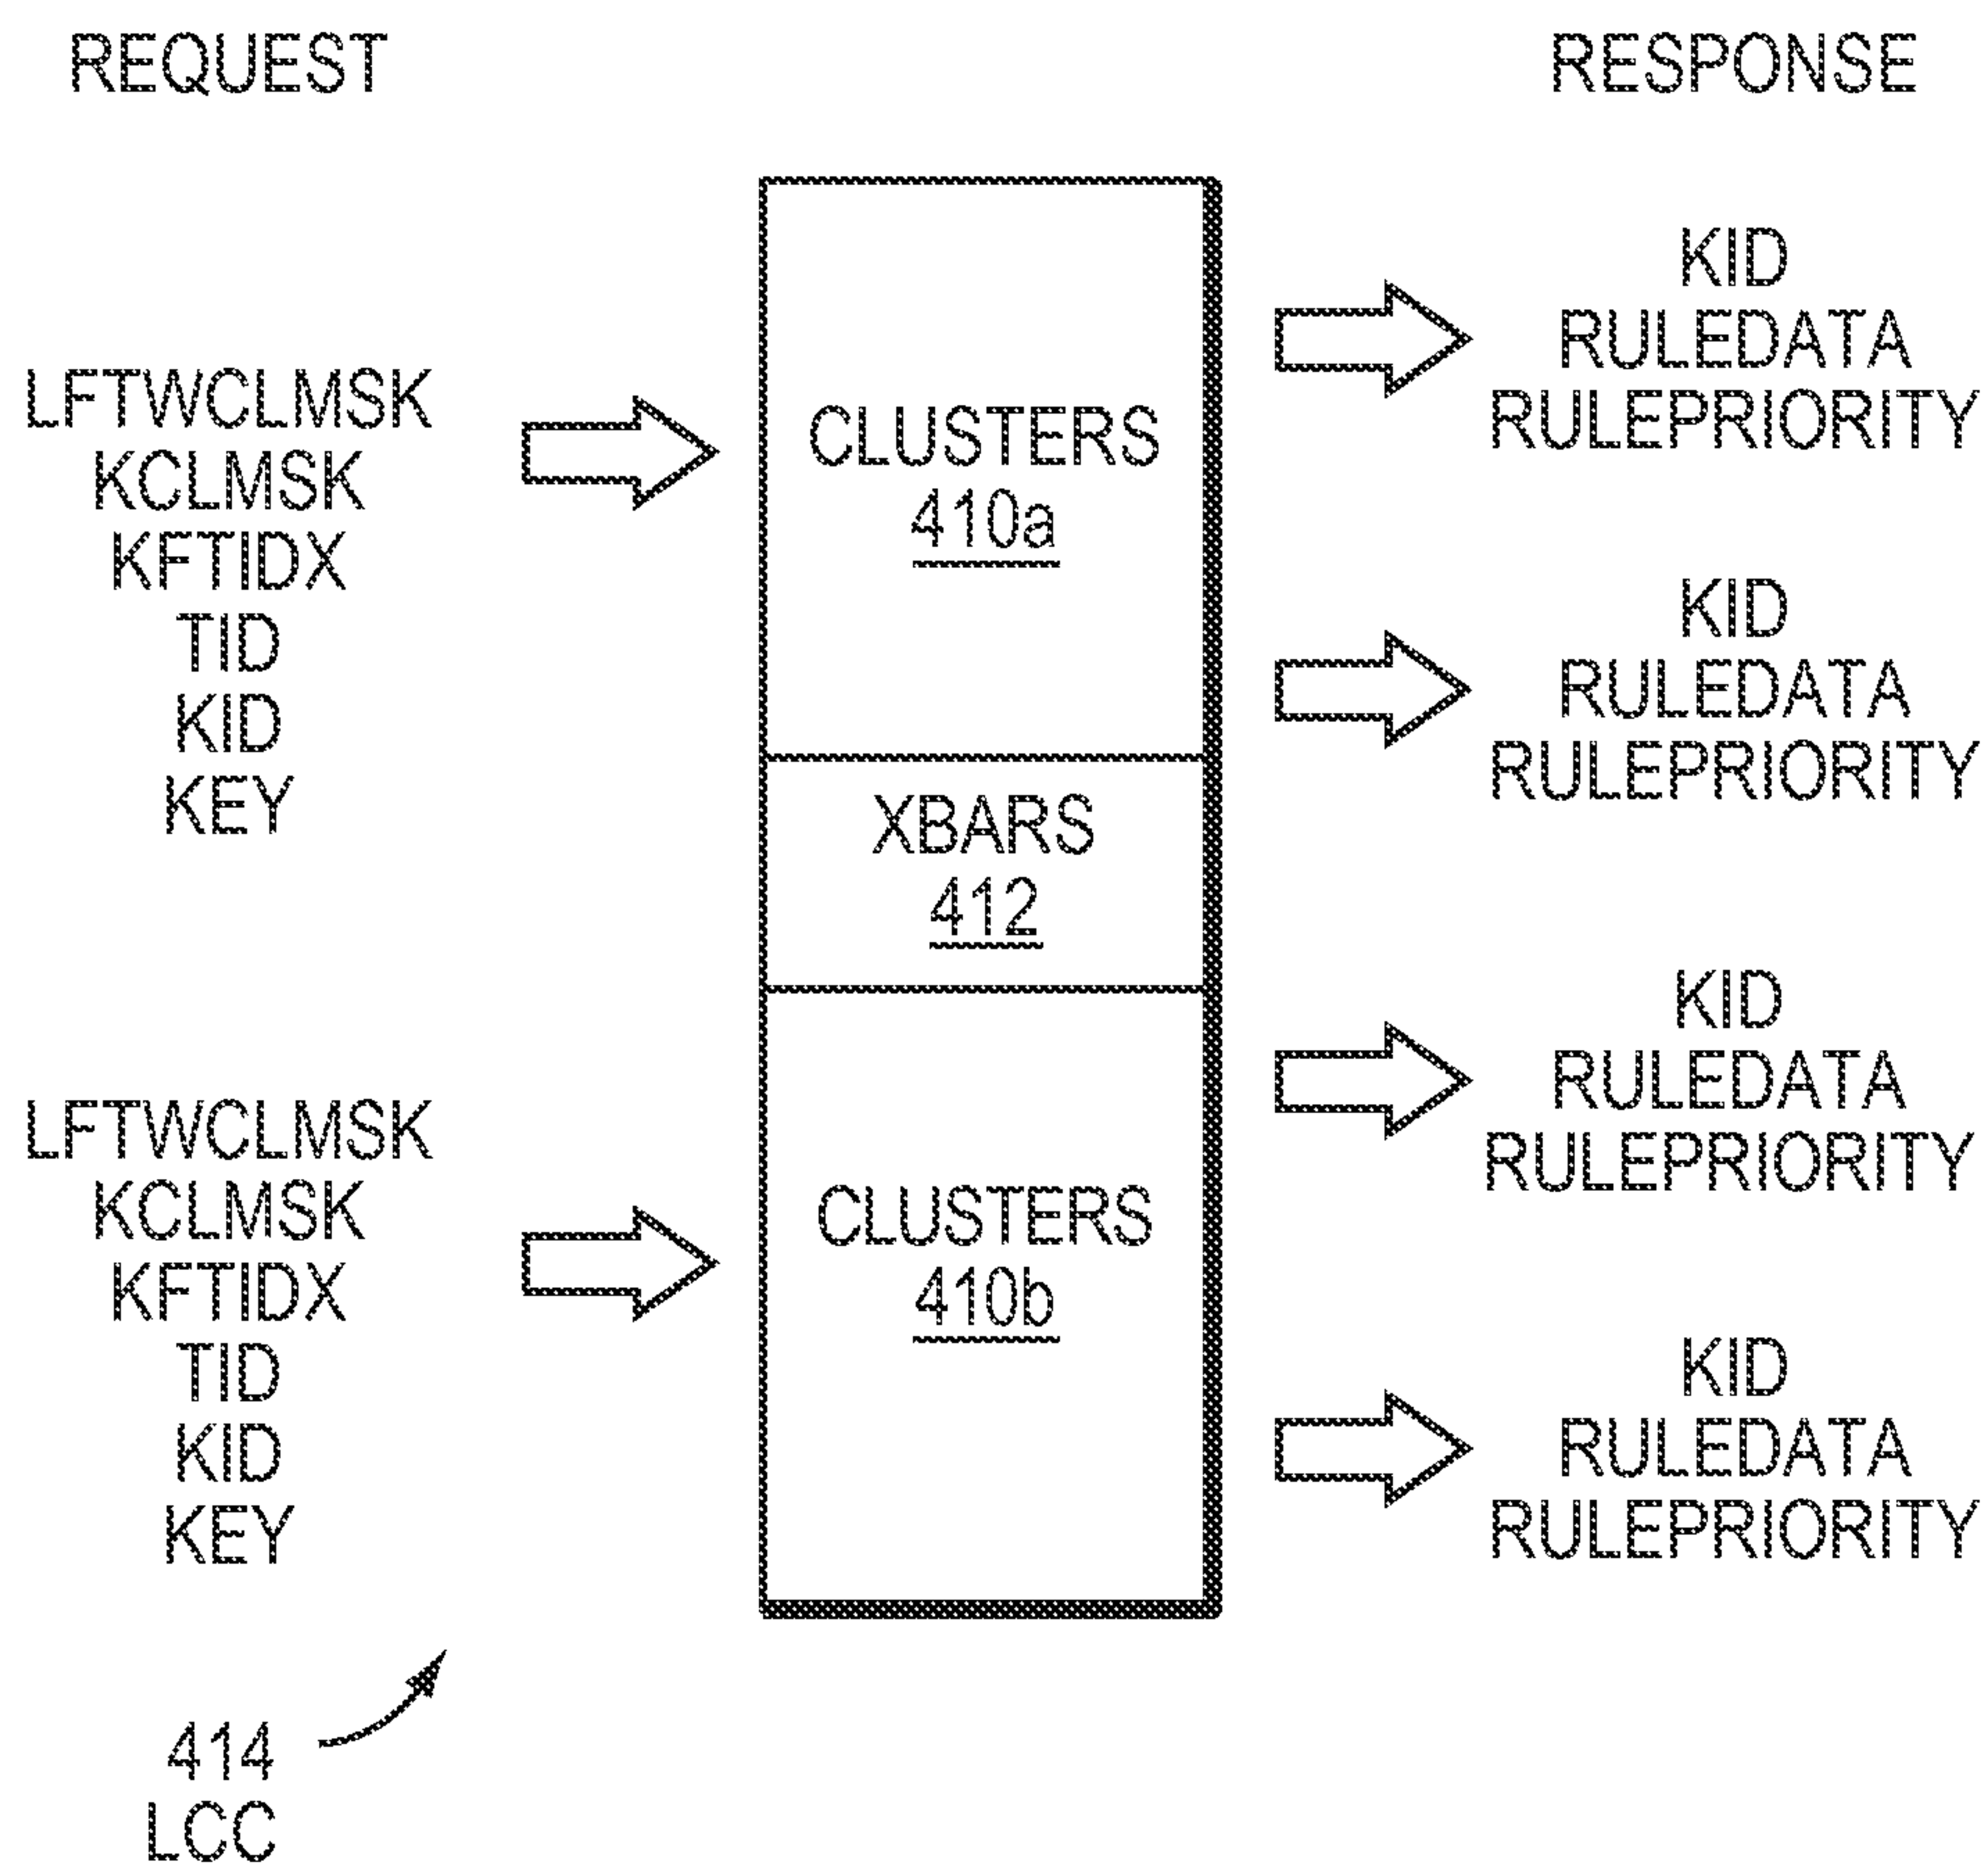 REQUEST
RESPONSE
LFTWCLMSK
KCLMSK
KFTIDX
TID
KID
KEY
CLUSTERS
410a
KID
RULEDATA
RULEPRIORITY
KID
RULEDATA
RULEPRIORITY
XBARS
412
LFTWCLMSK
KCLMSK
KFTIDX
TID
KID
KEY
CLUSTERS
410b
KID
RULEDATA
RULEPRIORITY
KID
RULEDATA
RULEPRIORITY
414
LCC